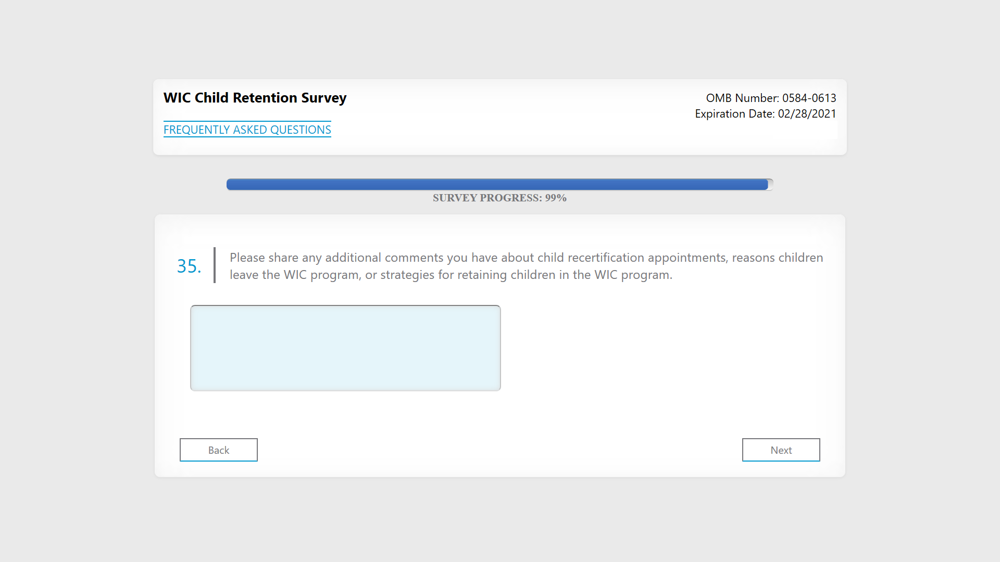 WIC Child Retention Survey
OMB Number: 0584-0613
Expiration Date: 02/28/2021
FREQUENTLY ASKED QUESTIONS
SURVEY PROGRESS: 99%
35.
Please share any additional comments you have about child recertification appointments, reasons children
leave the WIC program, or strategies for retaining children in the WIC program.
Back
Next